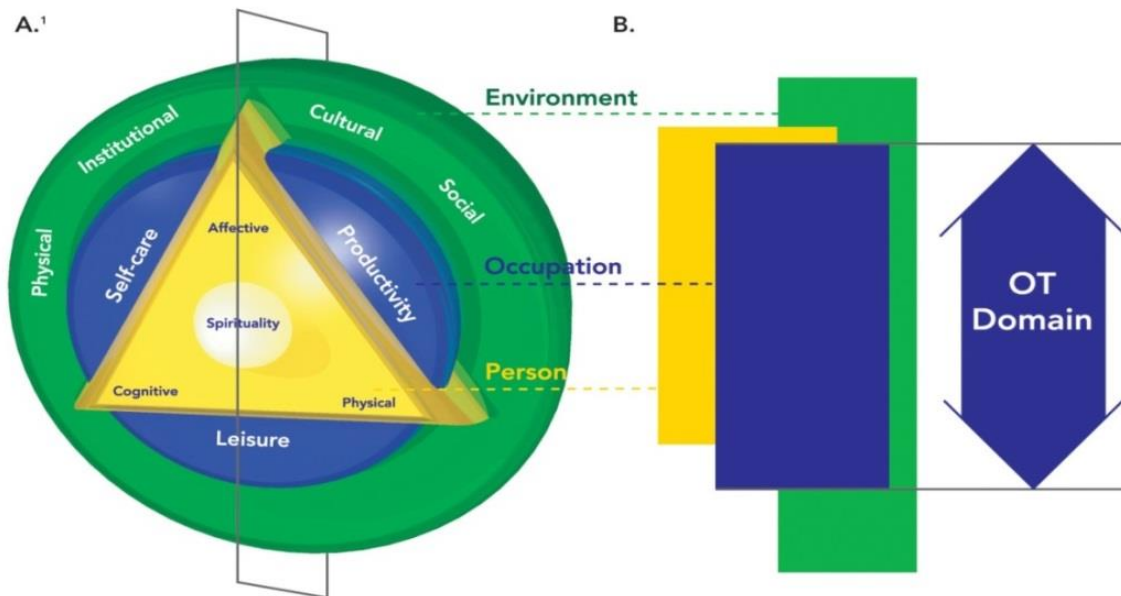 A.¹
B.
Environment
Institutional
Cultural
Social
Physical
Self-care
Affective
Productivity
Occupation
OT
Domain
Spirituality
Person
Cognitive
Physical
Leisure